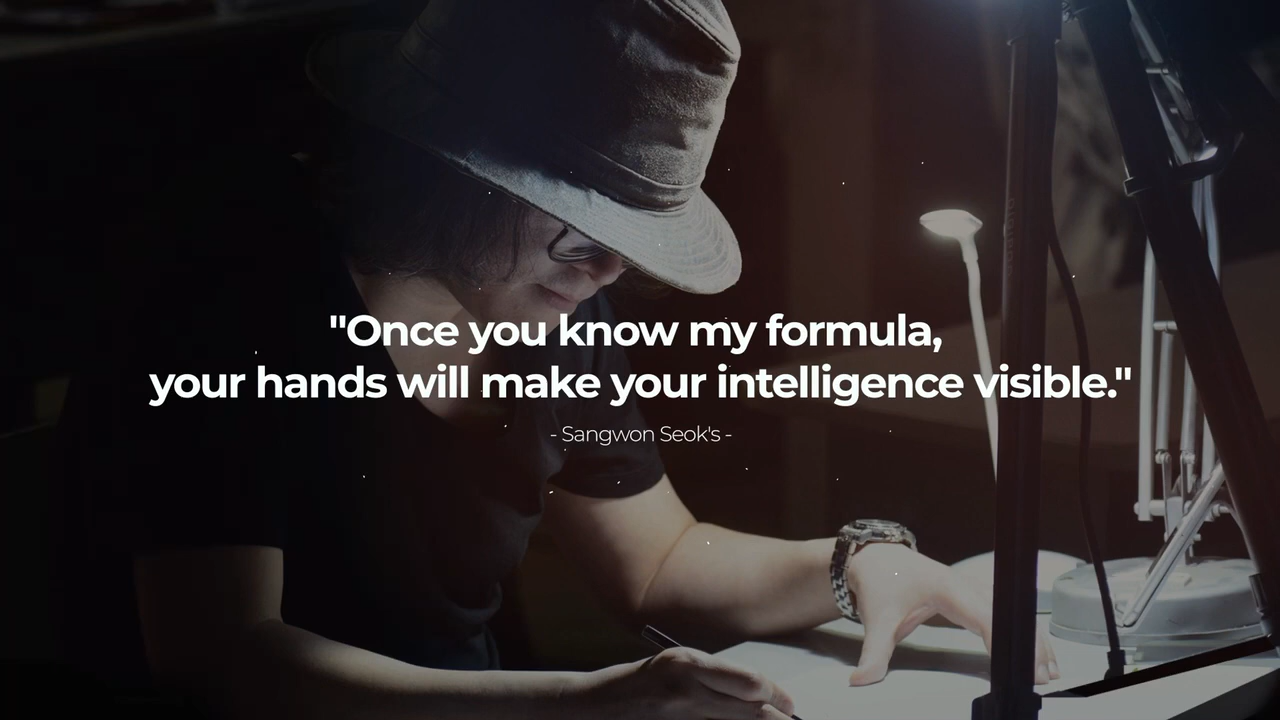 "Once you know my formula,
your hands will make your intelligence visible."
- Sangwon Seok's -